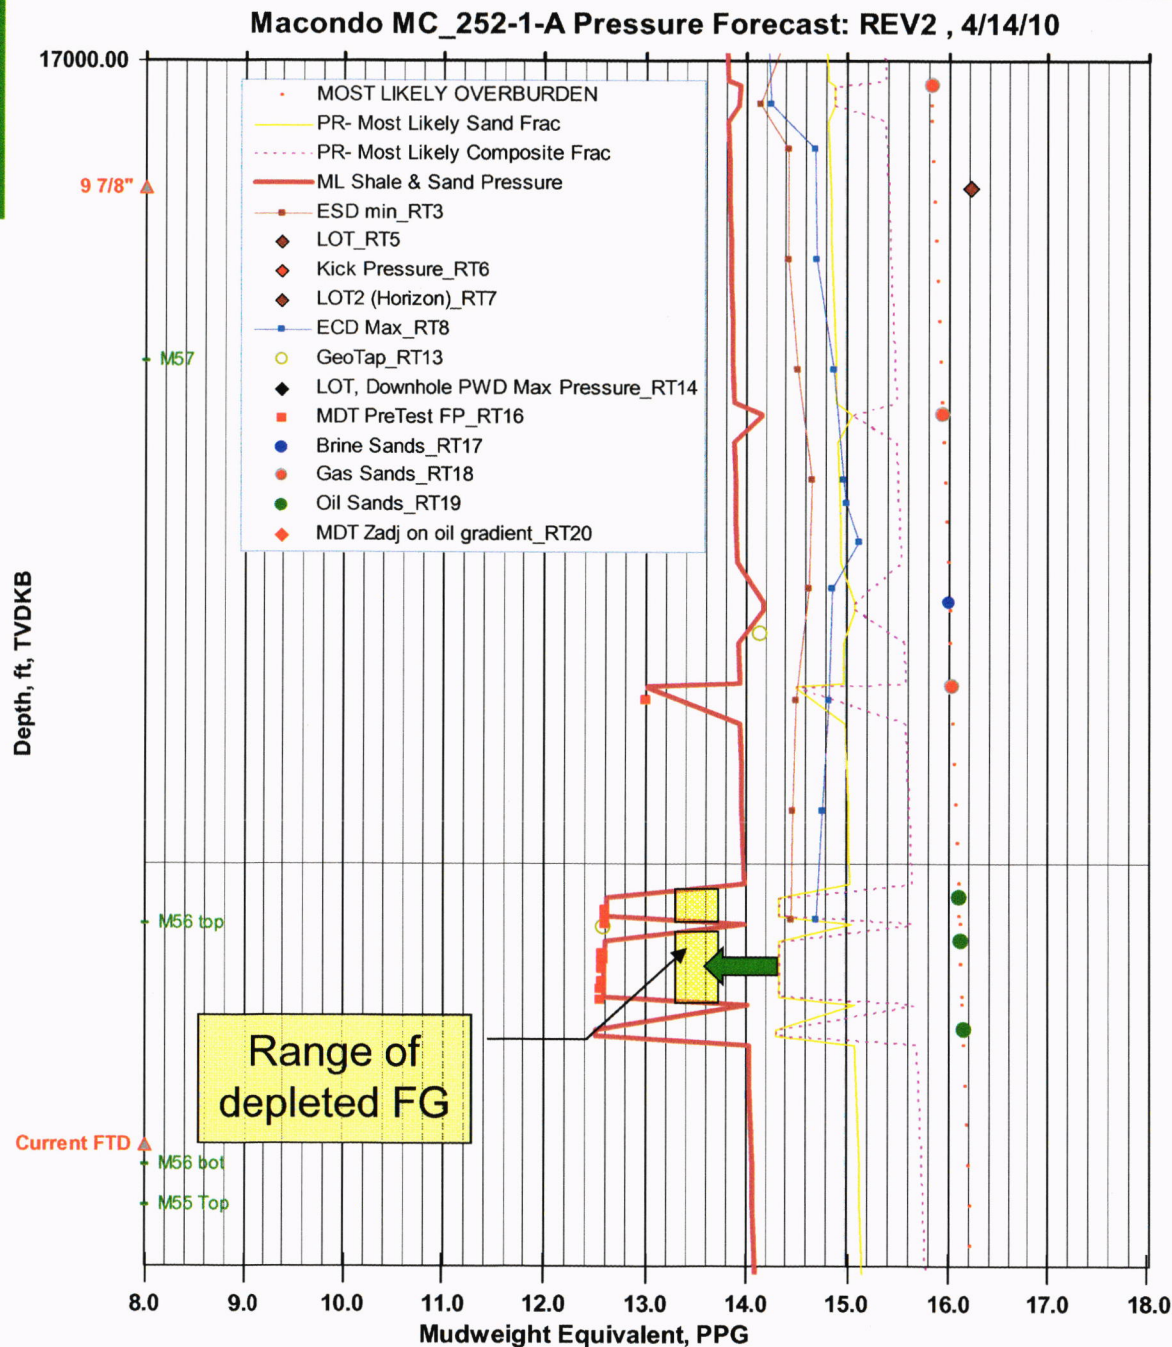 Macondo MC_252-1-A Pressure Forecast: REV2 , 4/14/10
17000.00
MOST LIKELY OVERBURDEN
PR- Most Likely Sand Frac
PR- Most Likely Composite Frac
ML Shale & Sand Pressure
ESD min_RT3
LOT_RT5
Kick Pressure_RT6
LOT2 (Horizon)_RT7
ECD Max_RT8
GeoTap_RT13
LOT, Downhole PWD Max Pressure_RT14
MDT PreTest FP_RT16
Brine Sands_RT17
Gas Sands_RT18
Oil Sands_RT19
MDT Zadj on oil gradient_RT20
9 7/8"
M57
Depth, ft, TVDKB
M56 top
Range of
depleted FG
Current FTD
M56 bot
M55 Top
8.0 9.0 10.0 11.0 12.0 13.0 14.0 15.0 16.0 17.0 18.0
Mudweight Equivalent, PPG